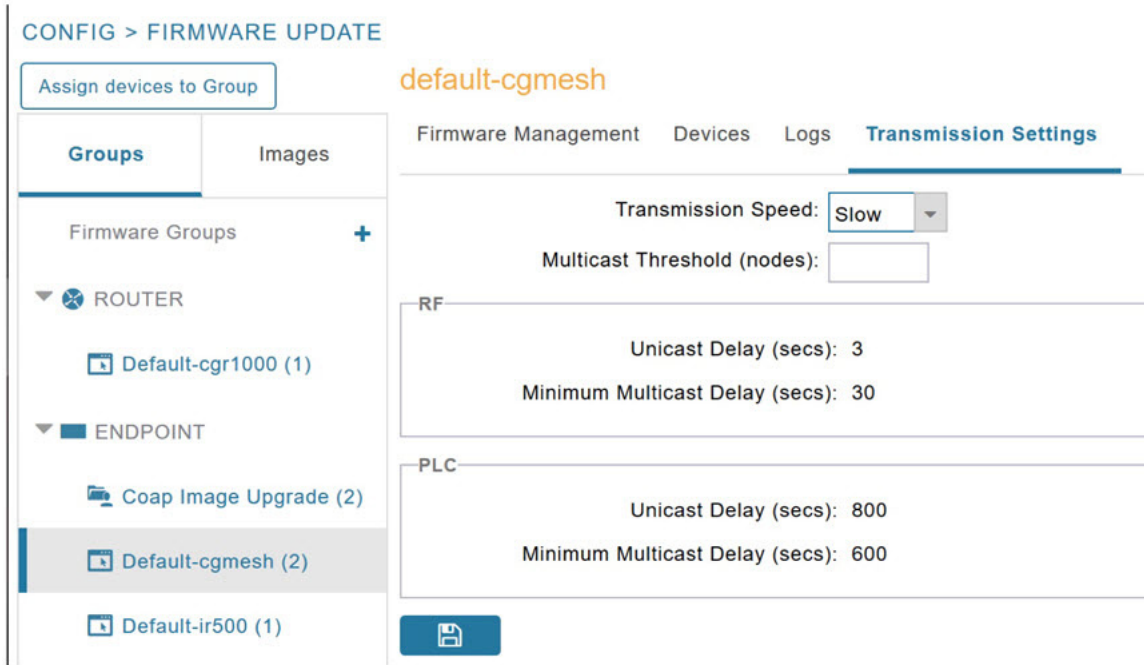 CONFIG > FIRMWARE UPDATE
Assign devices to Group
Groups
Images
Firmware Groups
ROUTER
Default-cgr1000 (1)
ENDPOINT
Coap Image Upgrade (2)
Default-cgmesh (2)
Default-ir500 (1)
default-cgmesh
Firmware Management Devices Logs Transmission Settings
Transmission Speed: Slow
Multicast Threshold (nodes):
RF
Unicast Delay (secs): 3
Minimum Multicast Delay (secs): 30
PLC
Unicast Delay (secs): 800
Minimum Multicast Delay (secs): 600